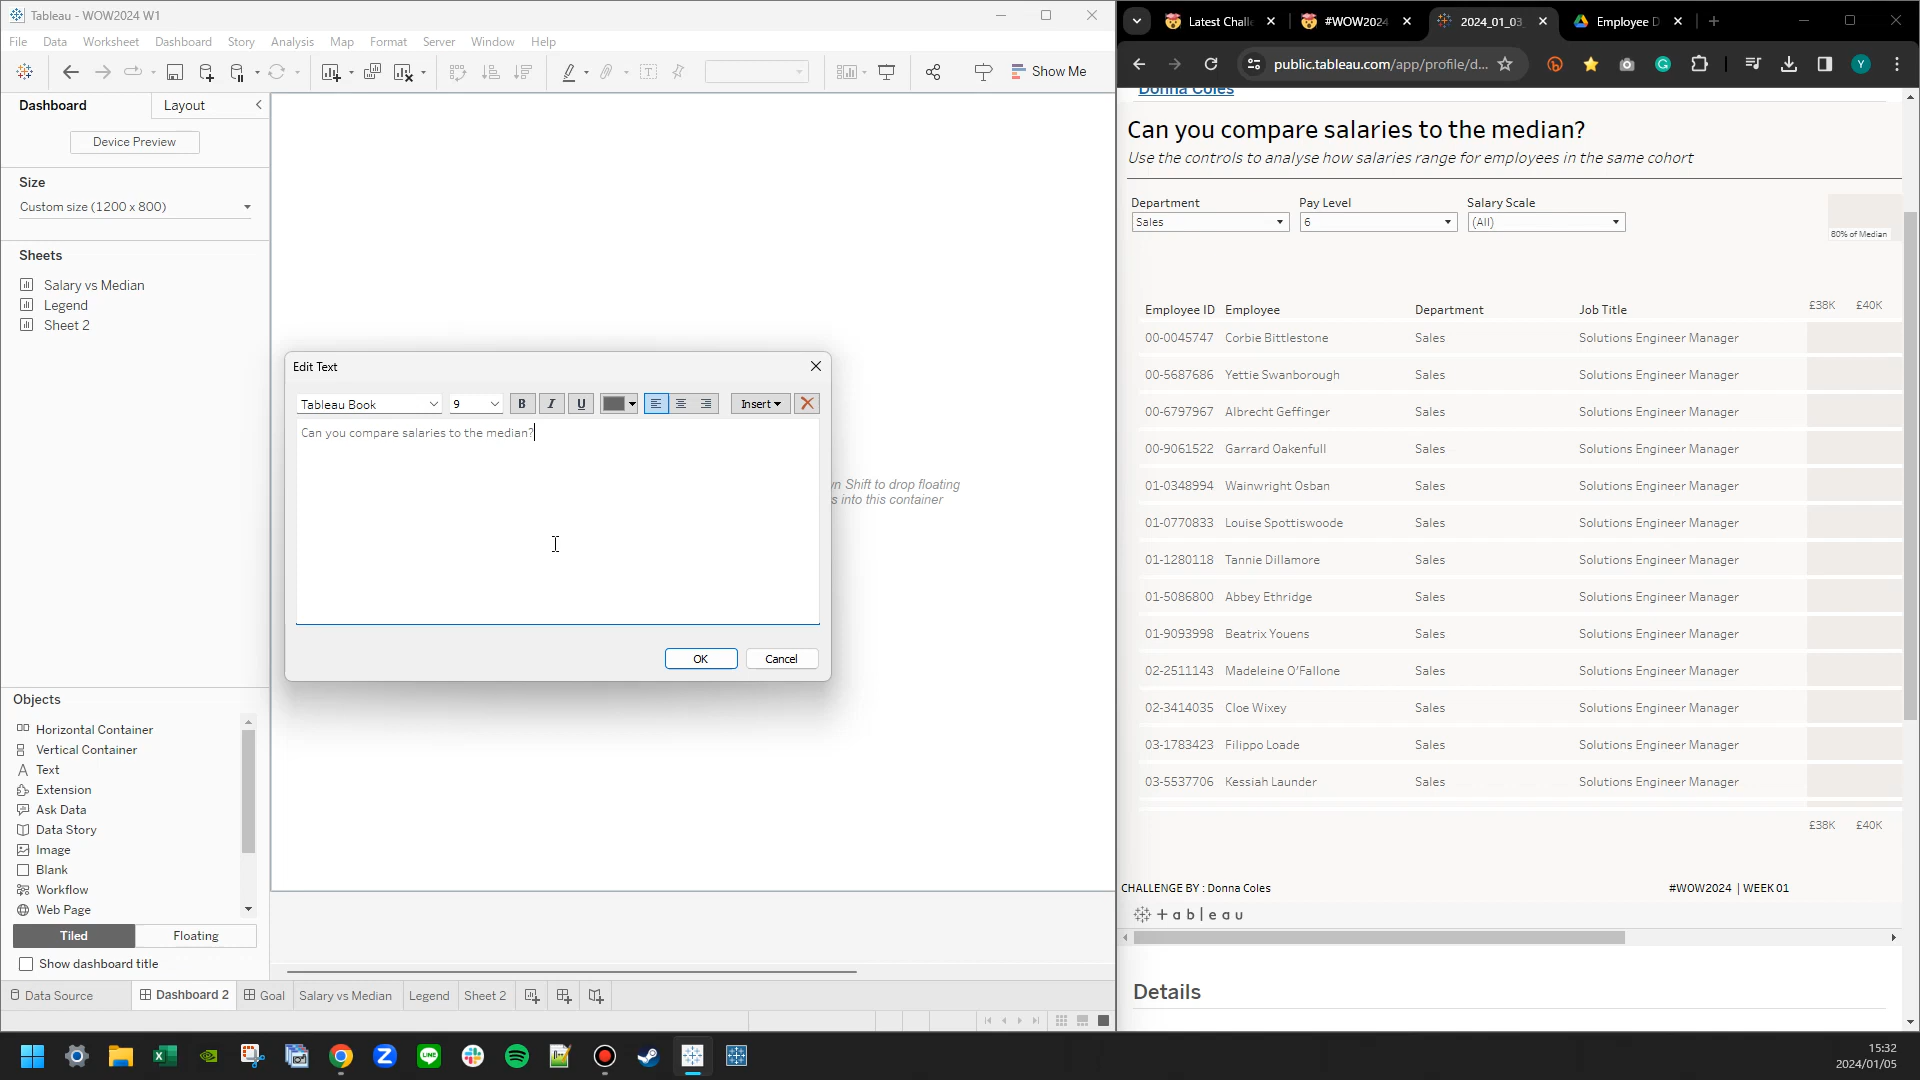 Tableau - WOW2024 W1
File Data Worksheet Dashboard Story Analysis Map Format Server Window Help
Show Me
Dashboard Layout
Device Preview
Size
Custom size (1200 x 800)
Sheets
Salary vs Median
Legend
Sheet 2
Edit Text
Tableau Book 9 B I U Insert
Can you compare salaries to the median?
n Shift to drop floating
s into this container
OK Cancel
Objects
Horizontal Container
Vertical Container
Text
Extension
Ask Data
Data Story
Image
Blank
Workflow
Web Page
Tiled Floating
Show dashboard title
Data Source Dashboard 2 Goal Salary vs Median Legend Sheet 2
Latest Chall #WOW2024 2024_01_03 Employee D
public.tableau.com/app/profile/d...
Y
Donna Coles
Can you compare salaries to the median?
Use the controls to analyse how salaries range for employees in the same cohort
Department Pay Level Salary Scale
Sales 6 (All)
80% of Median
Employee ID Employee Department Job Title £38K £40K
00-0045747 Corbie Bittlestone Sales Solutions Engineer Manager
00-5687686 Yettie Swanborough Sales Solutions Engineer Manager
00-6797967 Albrecht Geffinger Sales Solutions Engineer Manager
00-9061522 Garrard Oakenfull Sales Solutions Engineer Manager
01-0348994 Wainwright Osban Sales Solutions Engineer Manager
01-0770833 Louise Spottiswoode Sales Solutions Engineer Manager
01-1280118 Tannie Dillamore Sales Solutions Engineer Manager
01-5086800 Abbey Ethridge Sales Solutions Engineer Manager
01-9093998 Beatrix Youens Sales Solutions Engineer Manager
02-2511143 Madeleine O'Fallone Sales Solutions Engineer Manager
02-3414035 Cloe Wixey Sales Solutions Engineer Manager
03-1783423 Filippo Loade Sales Solutions Engineer Manager
03-5537706 Kessiah Launder Sales Solutions Engineer Manager
£38K £40K
CHALLENGE BY : Donna Coles #WOW2024 | WEEK 01
+ableau
Details
15:32
2024/01/05